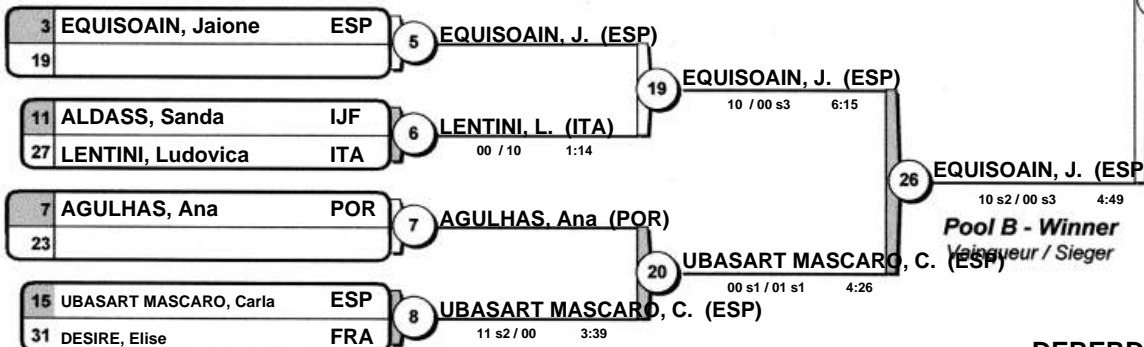 3 EQUISOAIN, Jaione ESP
19
5 EQUISOAIN, J. (ESP)
11 ALDASS, Sanda IJF
27 LENTINI, Ludovica ITA
6 LENTINI, L. (ITA)
00 / 10 1:14
19 EQUISOAIN, J. (ESP)
10 / 00 s3 6:15
7 AGULHAS, Ana POR
23
7 AGULHAS, Ana (POR)
15 UBASART MASCARO, Carla ESP
31 DESIRE, Elise FRA
8 UBASART MASCARO, C. (ESP)
11 s2 / 00 3:39
20 UBASART MASCARO, C. (ESP)
00 s1 / 01 s1 4:26
26 EQUISOAIN, J. (ESP
10 s2 / 00 s3 4:49
Pool B - Winner
Vainqueur / Sieger